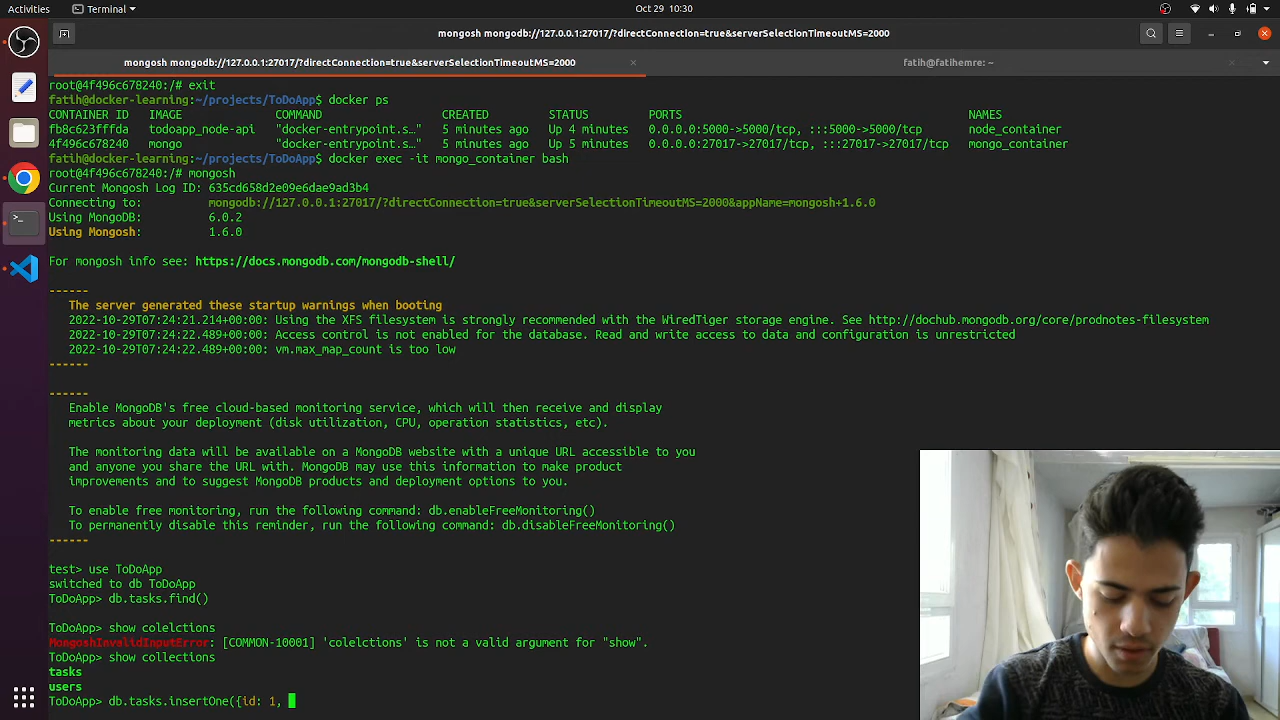 Activities
Terminal
Oct 29 10:30
mongosh mongodb://127.0.0.1:27017/?directConnection=true&serverSelectionTimeoutMS=2000
mongosh mongodb://127.0.0.1:27017/?directConnection=true&serverSelectionTimeoutMS=2000
fatih@fatihemre: ~
root@4f496c678240:/# exit
fatih@docker-learning:~/projects/ToDoApp$ docker ps
CONTAINER ID IMAGE COMMAND CREATED STATUS PORTS NAMES
fb8c623fffda todoapp_node-api "docker-entrypoint.s…" 5 minutes ago Up 4 minutes 0.0.0.0:5000->5000/tcp, :::5000->5000/tcp node_container
4f496c678240 mongo "docker-entrypoint.s…" 5 minutes ago Up 5 minutes 0.0.0.0:27017->27017/tcp, :::27017->27017/tcp mongo_container
fatih@docker-learning:~/projects/ToDoApp$ docker exec -it mongo_container bash
root@4f496c678240:/# mongosh
Current Mongosh Log ID: 635cd658d2e09e6dae9ad3b4
Connecting to: mongodb://127.0.0.1:27017/?directConnection=true&serverSelectionTimeoutMS=2000&appName=mongosh+1.6.0
Using MongoDB: 6.0.2
Using Mongosh: 1.6.0
For mongosh info see: https://docs.mongodb.com/mongodb-shell/
------
The server generated these startup warnings when booting
2022-10-29T07:24:21.214+00:00: Using the XFS filesystem is strongly recommended with the WiredTiger storage engine. See http://dochub.mongodb.org/core/prodnotes-filesystem
2022-10-29T07:24:22.489+00:00: Access control is not enabled for the database. Read and write access to data and configuration is unrestricted
2022-10-29T07:24:22.489+00:00: vm.max_map_count is too low
------
------
Enable MongoDB's free cloud-based monitoring service, which will then receive and display
metrics about your deployment (disk utilization, CPU, operation statistics, etc).
The monitoring data will be available on a MongoDB website with a unique URL accessible to you
and anyone you share the URL with. MongoDB may use this information to make product
improvements and to suggest MongoDB products and deployment options to you.
To enable free monitoring, run the following command: db.enableFreeMonitoring()
To permanently disable this reminder, run the following command: db.disableFreeMonitoring()
------
test> use ToDoApp
switched to db ToDoApp
ToDoApp> db.tasks.find()
ToDoApp> show colelctions
MongoshInvalidInputError: [COMMON-10001] 'colelctions' is not a valid argument for "show".
ToDoApp> show collections
tasks
users
ToDoApp> db.tasks.insertOne({id: 1,